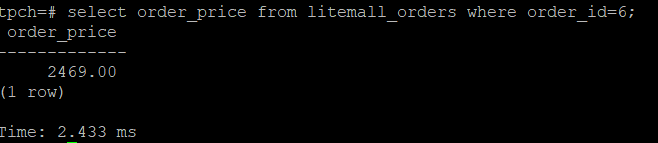 tpch=# select order_price from litemall_orders where order_id=6;
order_price
-------------
2469.00
(1 row)
Time: 2.433 ms